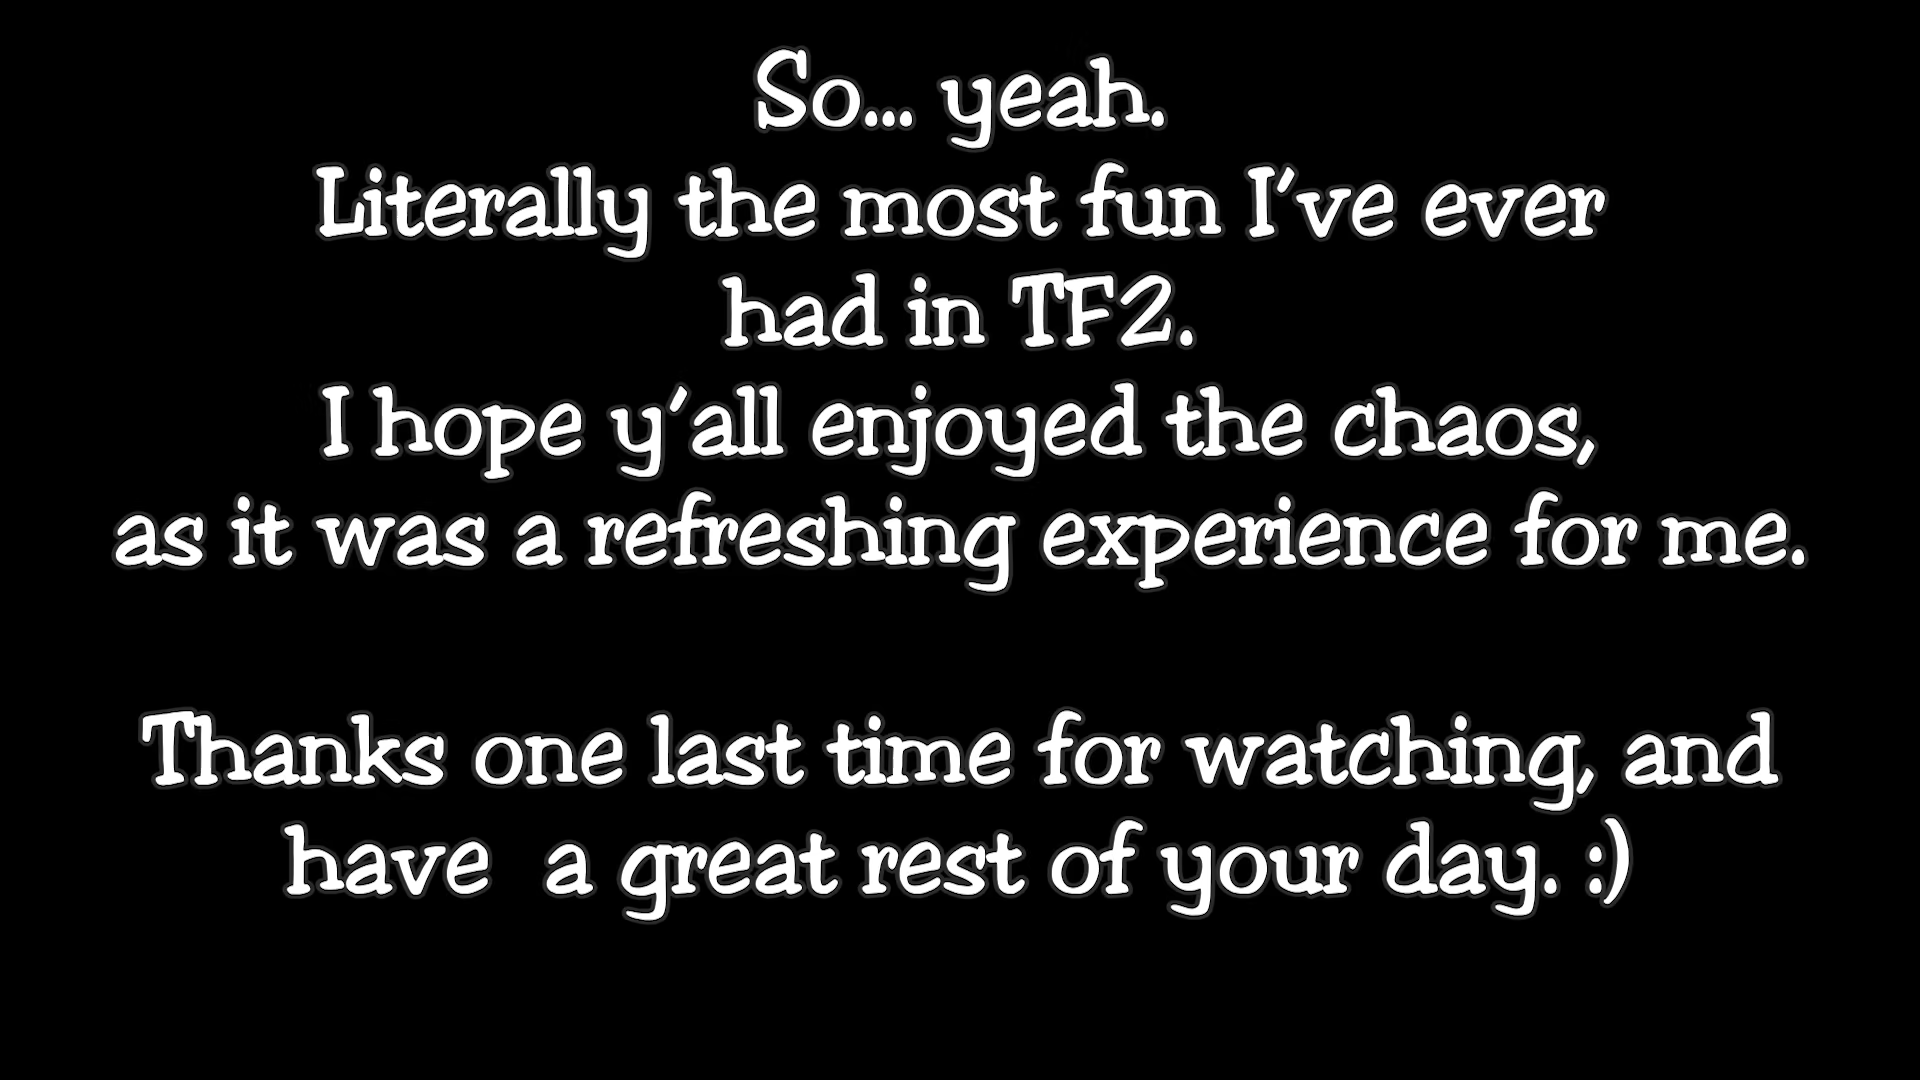 So... yeah.
Literally the most fun I've ever
had in TF2.
I hope y'all enjoyed the chaos,
as it was a refreshing experience for me.
Thanks one last time for watching, and
have  a great rest of your day. :)